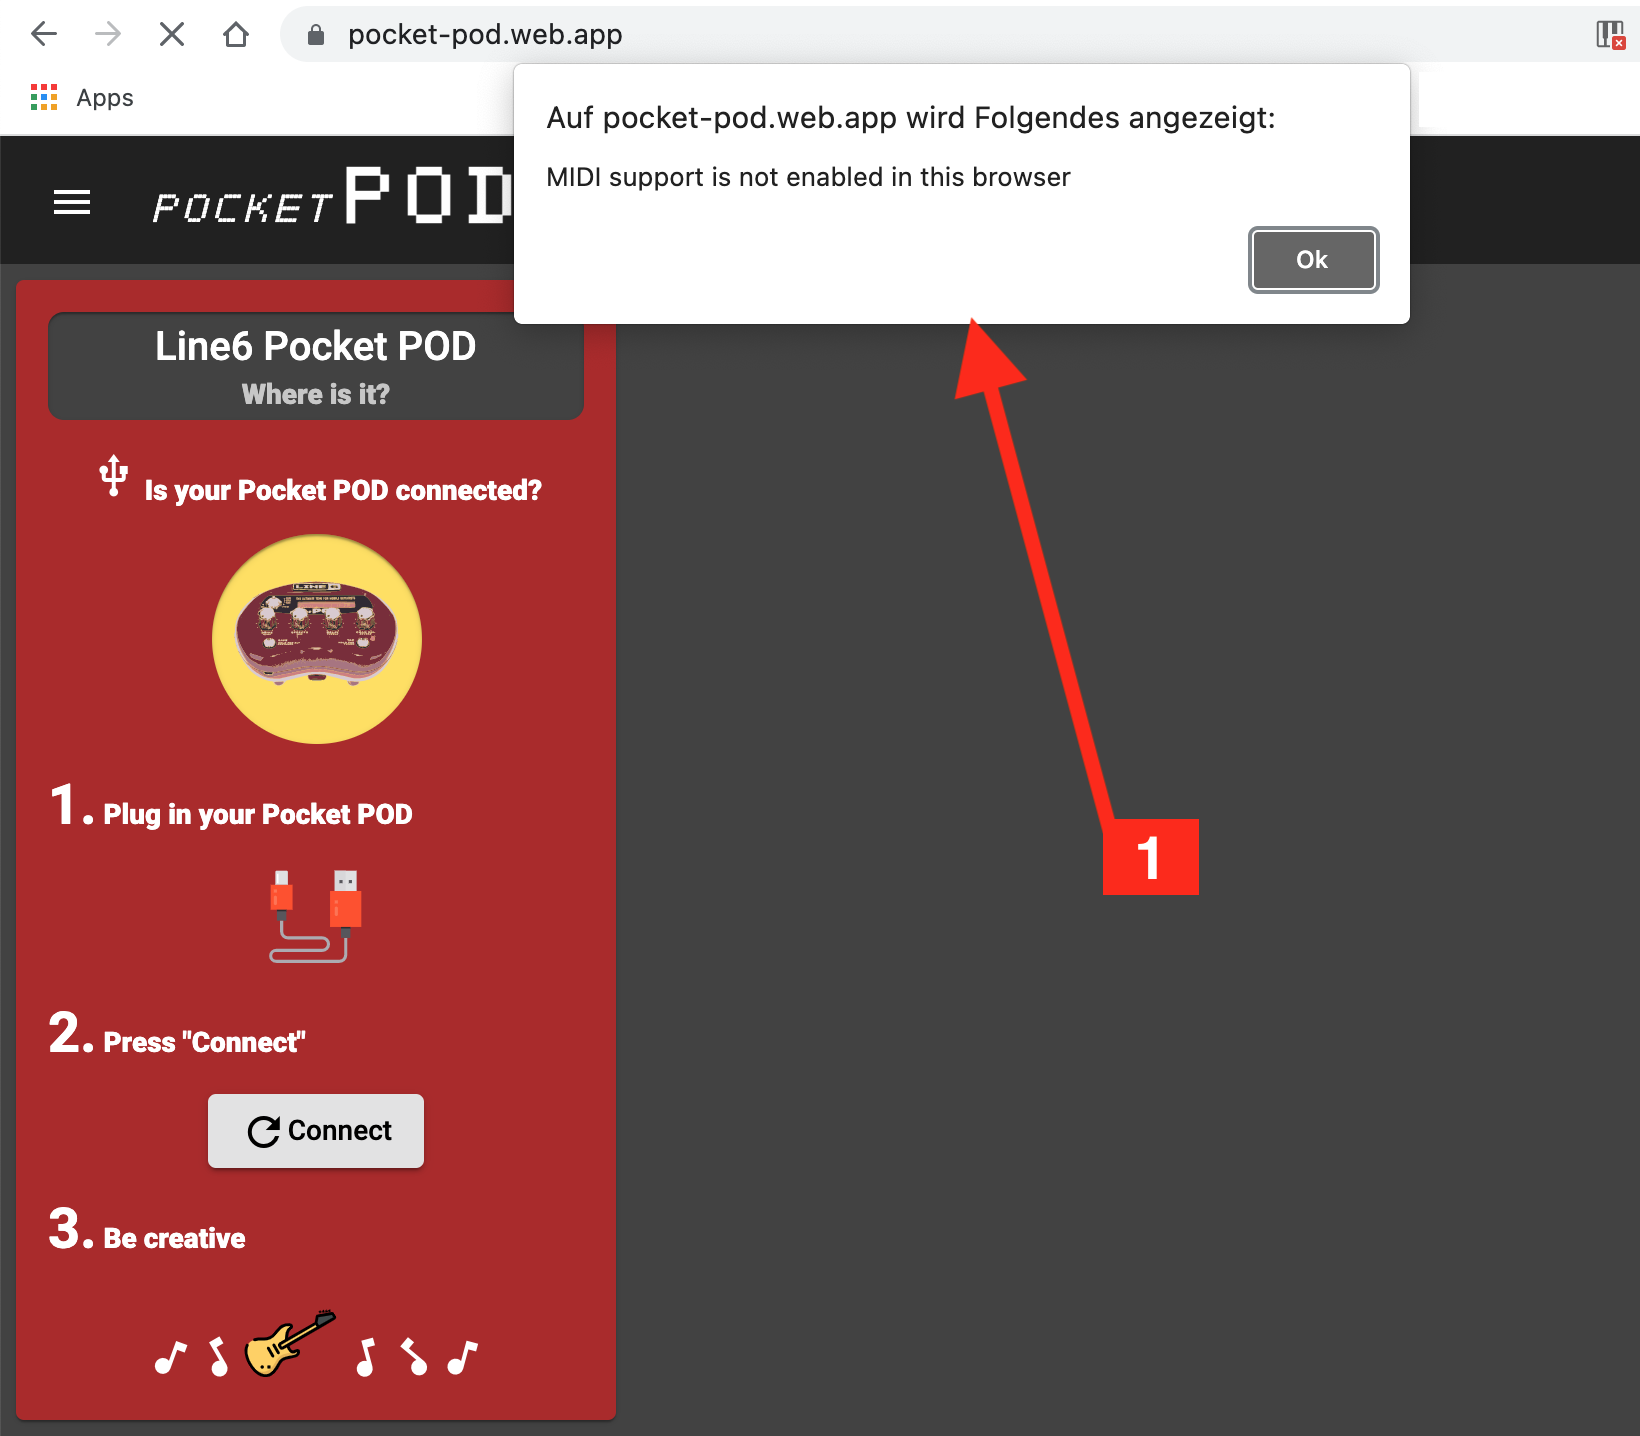 pocket-pod.web.app
Apps
Auf pocket-pod.web.app wird Folgendes angezeigt:
MIDI support is not enabled in this browser
Ok
POCKET POD
Line6 Pocket POD
Where is it?
Is your Pocket POD connected?
LINE 6
1. Plug in your Pocket POD
1
2. Press "Connect"
Connect
3. Be creative